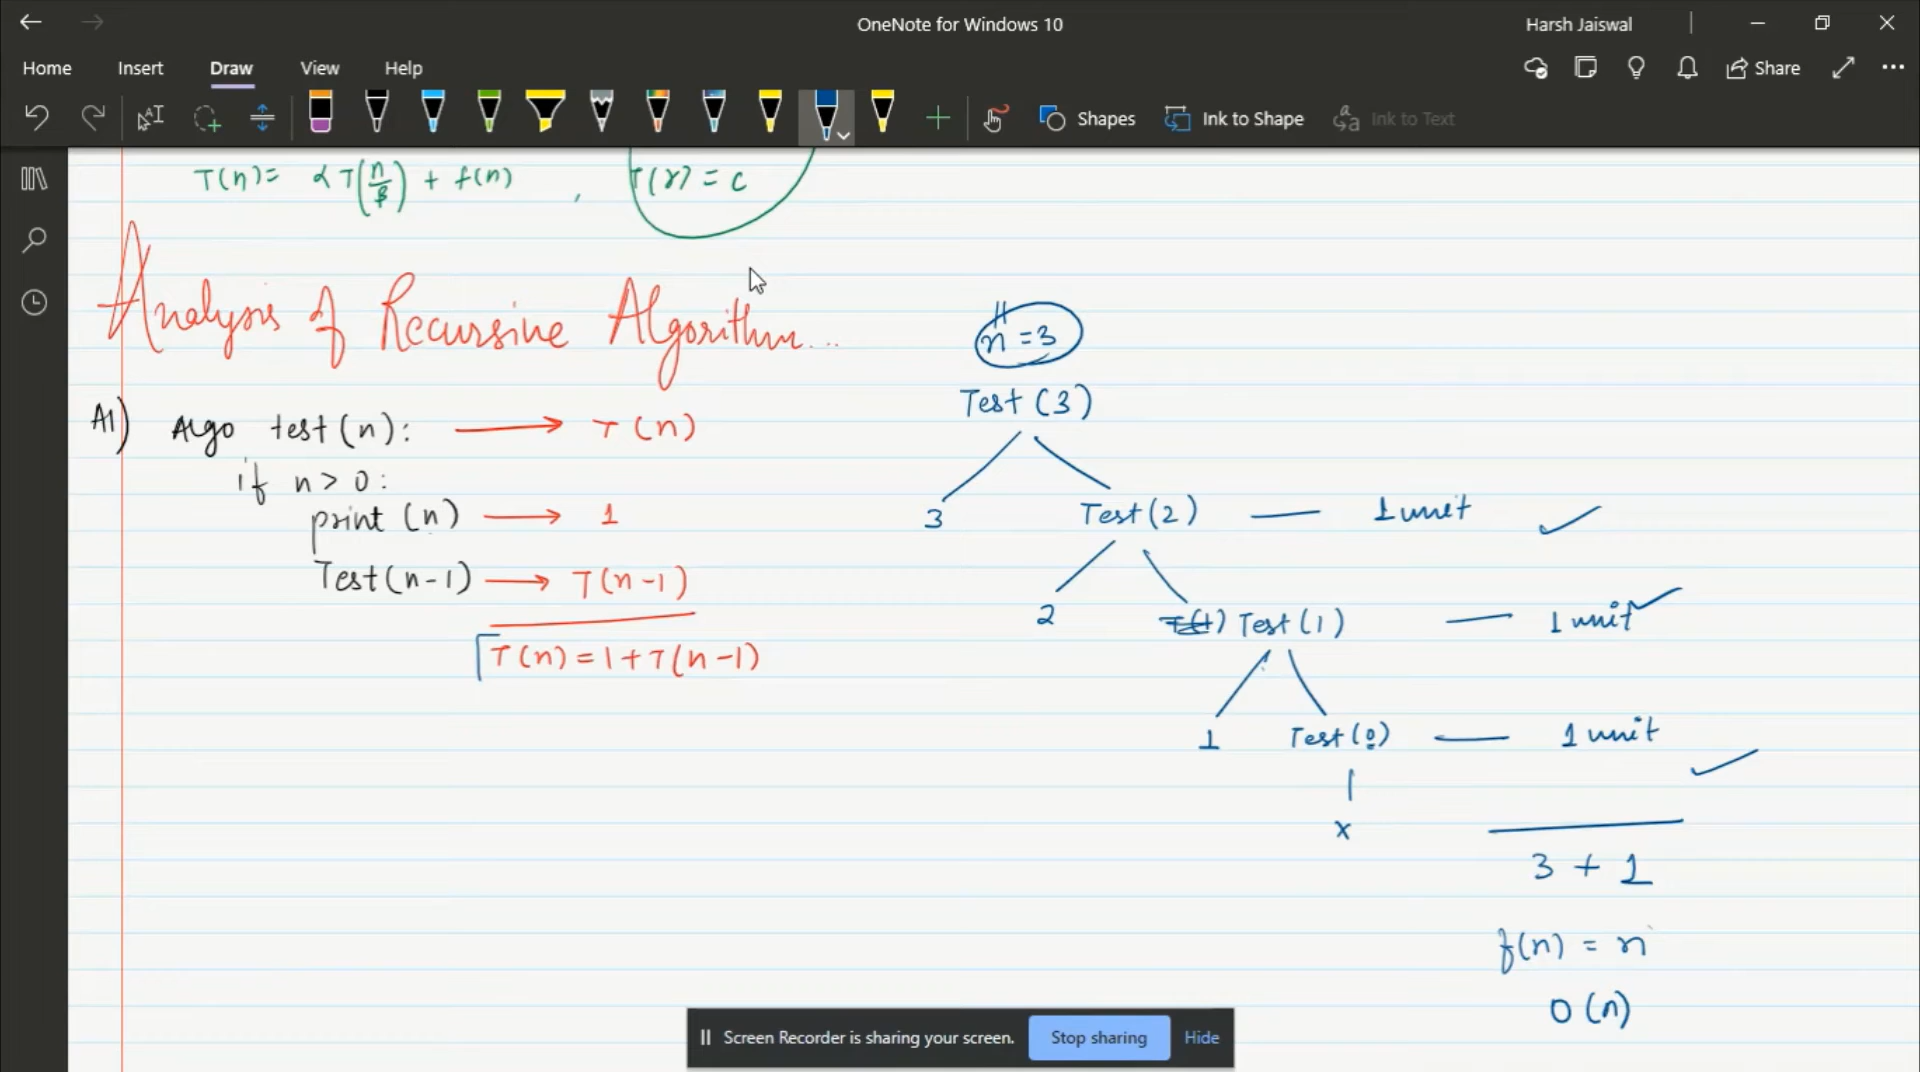 OneNote for Windows 10
Harsh Jaiswal
Home Insert Draw View Help
Share
Shapes Ink to Shape Ink to Text
T(n) = αT(n/β) + f(n) , T(γ) = c
Analysis of Recursive Algorithm...
n = 3
Test (3)
A1) Algo test(n): → T(n)
if n > 0:
print (n) → 1
3 Test(2) — 1 unit ✓
Test(n-1) → T(n-1)
2 Test(1) — 1 unit ✓
T(n) = 1 + T(n-1)
1 Test(0) — 1 unit ✓
x
3 + 1
f(n) = n
O(n)
Screen Recorder is sharing your screen. Stop sharing Hide